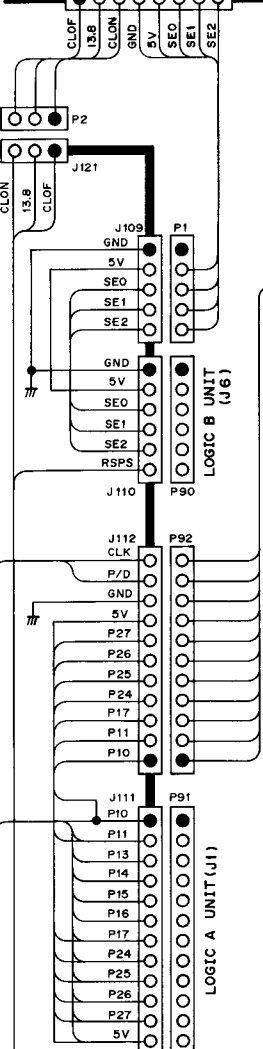 CLOF
13.8
CLON
GND
5V
SE0
SE1
SE2
P2
J121
CLON
13.8
CLOF
J109
P1
GND
5V
SE0
SE1
SE2
GND
5V
SE0
SE1
SE2
RSPS
LOGIC B UNIT
(J6)
J110
P90
J112
P92
CLK
P/D
GND
5V
P27
P26
P25
P24
P17
P11
P10
J111
P91
P10
P11
P13
P14
P15
P16
P17
P24
P25
P26
P27
5V
LOGIC A UNIT (J1)